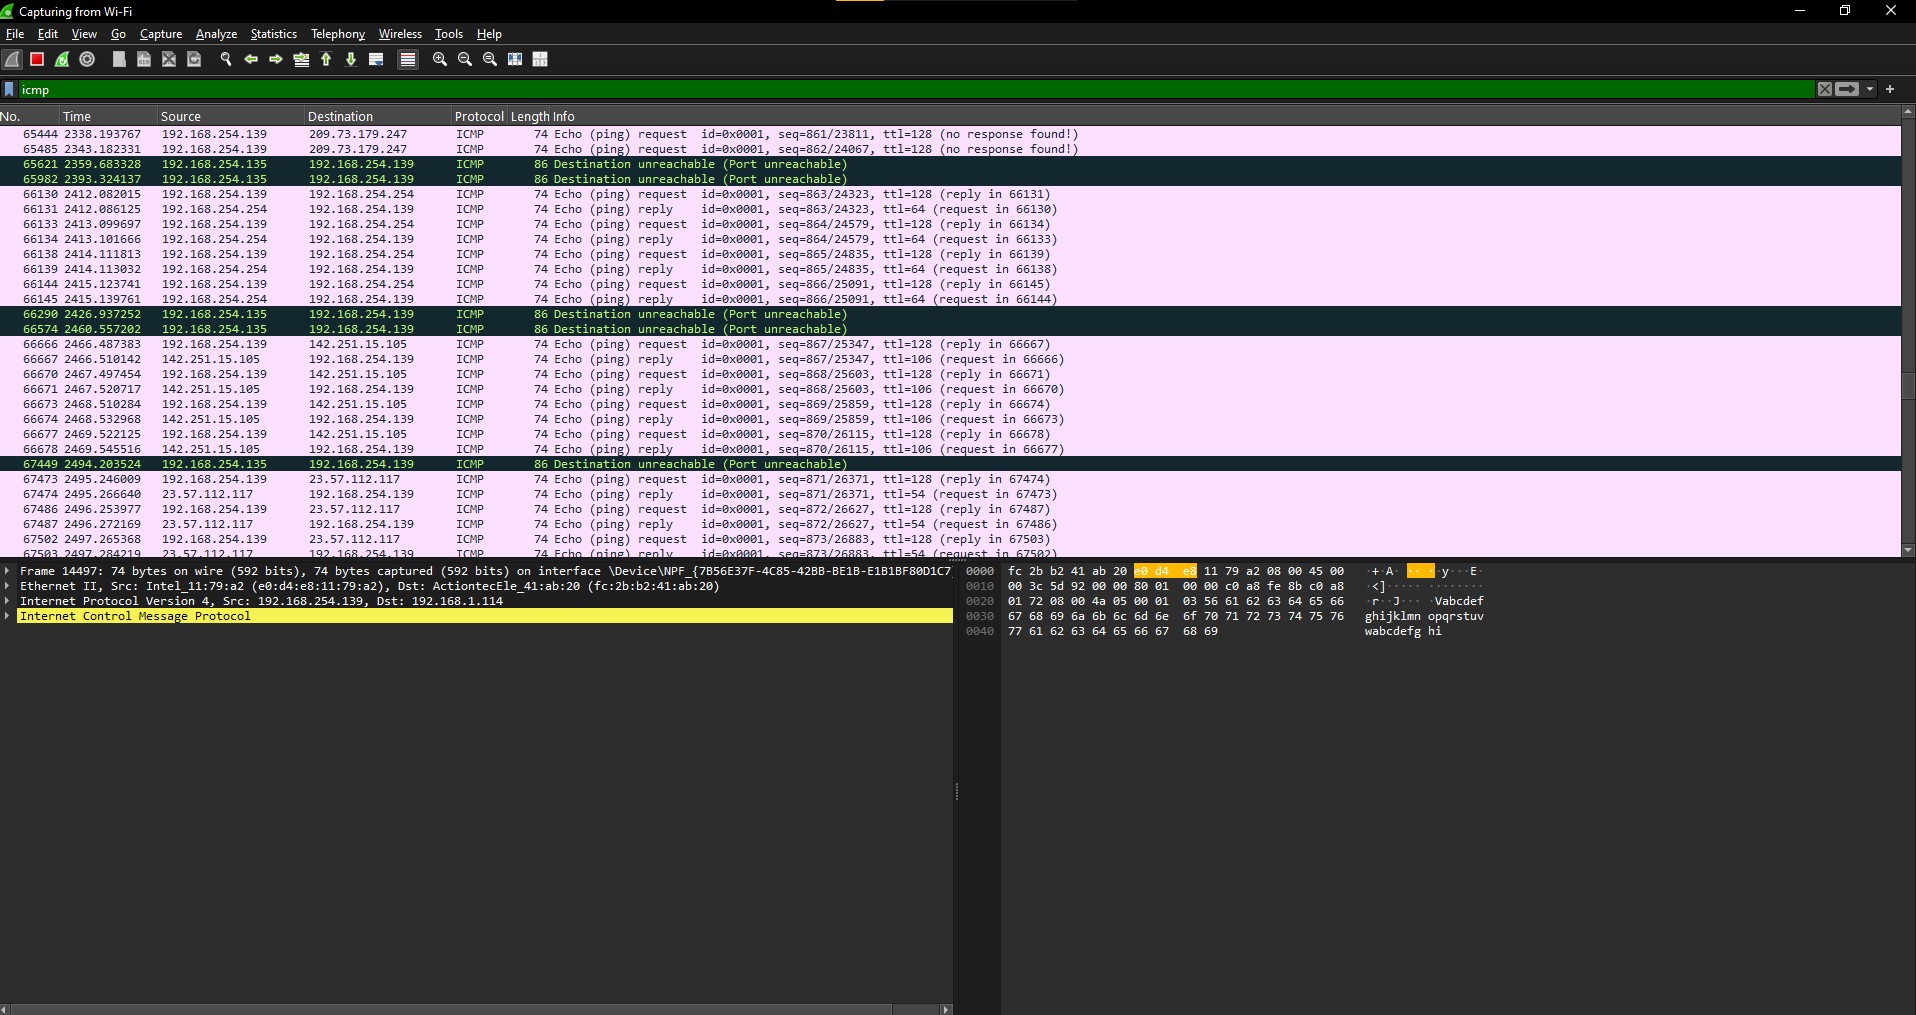 Capturing from Wi-Fi
File Edit View Go Capture Analyze Statistics Telephony Wireless Tools Help
icmp
No. Time Source Destination Protocol Length Info
65444 2338.193767 192.168.254.139 209.73.179.247 ICMP 74 Echo (ping) request id=0x0001, seq=861/23811, ttl=128 (no response found!)
65485 2343.182331 192.168.254.139 209.73.179.247 ICMP 74 Echo (ping) request id=0x0001, seq=862/24067, ttl=128 (no response found!)
65621 2359.683328 192.168.254.135 192.168.254.139 ICMP 86 Destination unreachable (Port unreachable)
65982 2393.324137 192.168.254.135 192.168.254.139 ICMP 86 Destination unreachable (Port unreachable)
66130 2412.082015 192.168.254.139 192.168.254.254 ICMP 74 Echo (ping) request id=0x0001, seq=863/24323, ttl=128 (reply in 66131)
66131 2412.086125 192.168.254.254 192.168.254.139 ICMP 74 Echo (ping) reply id=0x0001, seq=863/24323, ttl=64 (request in 66130)
66133 2413.099697 192.168.254.139 192.168.254.254 ICMP 74 Echo (ping) request id=0x0001, seq=864/24579, ttl=128 (reply in 66134)
66134 2413.101666 192.168.254.254 192.168.254.139 ICMP 74 Echo (ping) reply id=0x0001, seq=864/24579, ttl=64 (request in 66133)
66138 2414.111813 192.168.254.139 192.168.254.254 ICMP 74 Echo (ping) request id=0x0001, seq=865/24835, ttl=128 (reply in 66139)
66139 2414.113032 192.168.254.254 192.168.254.139 ICMP 74 Echo (ping) reply id=0x0001, seq=865/24835, ttl=64 (request in 66138)
66144 2415.123741 192.168.254.139 192.168.254.254 ICMP 74 Echo (ping) request id=0x0001, seq=866/25091, ttl=128 (reply in 66145)
66145 2415.139761 192.168.254.254 192.168.254.139 ICMP 74 Echo (ping) reply id=0x0001, seq=866/25091, ttl=64 (request in 66144)
66290 2426.937252 192.168.254.135 192.168.254.139 ICMP 86 Destination unreachable (Port unreachable)
66574 2460.557202 192.168.254.135 192.168.254.139 ICMP 86 Destination unreachable (Port unreachable)
66666 2466.487383 192.168.254.139 142.251.15.105 ICMP 74 Echo (ping) request id=0x0001, seq=867/25347, ttl=128 (reply in 66667)
66667 2466.510142 142.251.15.105 192.168.254.139 ICMP 74 Echo (ping) reply id=0x0001, seq=867/25347, ttl=106 (request in 66666)
66670 2467.497454 192.168.254.139 142.251.15.105 ICMP 74 Echo (ping) request id=0x0001, seq=868/25603, ttl=128 (reply in 66671)
66671 2467.520717 142.251.15.105 192.168.254.139 ICMP 74 Echo (ping) reply id=0x0001, seq=868/25603, ttl=106 (request in 66670)
66673 2468.510284 192.168.254.139 142.251.15.105 ICMP 74 Echo (ping) request id=0x0001, seq=869/25859, ttl=128 (reply in 66674)
66674 2468.532968 142.251.15.105 192.168.254.139 ICMP 74 Echo (ping) reply id=0x0001, seq=869/25859, ttl=106 (request in 66673)
66677 2469.522125 192.168.254.139 142.251.15.105 ICMP 74 Echo (ping) request id=0x0001, seq=870/26115, ttl=128 (reply in 66678)
66678 2469.545516 142.251.15.105 192.168.254.139 ICMP 74 Echo (ping) reply id=0x0001, seq=870/26115, ttl=106 (request in 66677)
67449 2494.203524 192.168.254.135 192.168.254.139 ICMP 86 Destination unreachable (Port unreachable)
67473 2495.246009 192.168.254.139 23.57.112.117 ICMP 74 Echo (ping) request id=0x0001, seq=871/26371, ttl=128 (reply in 67474)
67474 2495.266640 23.57.112.117 192.168.254.139 ICMP 74 Echo (ping) reply id=0x0001, seq=871/26371, ttl=54 (request in 67473)
67486 2496.253977 192.168.254.139 23.57.112.117 ICMP 74 Echo (ping) request id=0x0001, seq=872/26627, ttl=128 (reply in 67487)
67487 2496.272169 23.57.112.117 192.168.254.139 ICMP 74 Echo (ping) reply id=0x0001, seq=872/26627, ttl=54 (request in 67486)
67502 2497.265368 192.168.254.139 23.57.112.117 ICMP 74 Echo (ping) request id=0x0001, seq=873/26883, ttl=128 (reply in 67503)
67503 2497.284219 23.57.112.117 192.168.254.139 ICMP 74 Echo (ping) reply id=0x0001, seq=873/26883, ttl=54 (request in 67502)
Frame 14497: 74 bytes on wire (592 bits), 74 bytes captured (592 bits) on interface \Device\NPF_{7B56E37F-4C85-42BB-BE1B-E1B1BF80D1C7}
Ethernet II, Src: Intel_11:79:a2 (e0:d4:e8:11:79:a2), Dst: ActiontecEle_41:ab:20 (fc:2b:b2:41:ab:20)
Internet Protocol Version 4, Src: 192.168.254.139, Dst: 192.168.1.114
Internet Control Message Protocol
0000 fc 2b b2 41 ab 20 e0 d4 e8 11 79 a2 08 00 45 00 ·+·A· ·· ··y···E·
0010 00 3c 5d 92 00 00 80 01 00 00 c0 a8 fe 8b c0 a8 ·<]····· ········
0020 01 72 08 00 4a 05 00 01 03 56 61 62 63 64 65 66 ·r··J··· ·Vabcdef
0030 67 68 69 6a 6b 6c 6d 6e 6f 70 71 72 73 74 75 76 ghijklmn opqrstuv
0040 77 61 62 63 64 65 66 67 68 69 wabcdefg hi